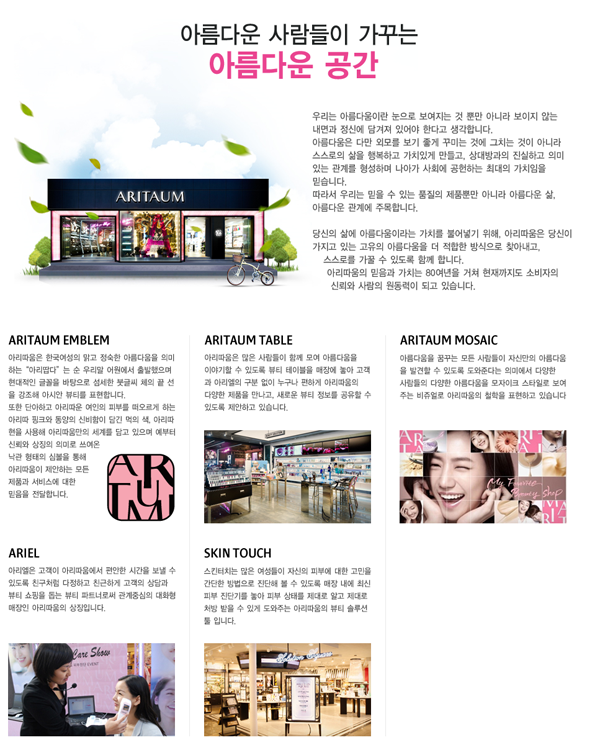 아름다운 사람들이 가꾸는
아름다운 공간
우리는 아름다움이란 눈으로 보여지는 것 뿐만 아니라 보이지 않는
내면과 정신에 담겨져 있어야 한다고 생각합니다.
아름다움은 다만 외모를 보기 좋게 꾸미는 것에 그치는 것이 아니라
스스로의 삶을 행복하고 가치있게 만들고, 상대방과의 진실하고 의미
있는 관계를 형성하며 나아가 사회에 공헌하는 최대의 가치임을
믿습니다.
따라서 우리는 믿을 수 있는 품질의 제품뿐만 아니라 아름다운 삶,
아름다운 관계에 주목합니다.
당신의 삶에 아름다움이라는 가치를 불어넣기 위해, 아리따움은 당신이
가지고 있는 고유의 아름다움을 더 적합한 방식으로 찾아내고,
스스로를 가꿀 수 있도록 함께 합니다.
아리따움의 믿음과 가치는 80여년을 거쳐 현재까지도 소비자의
신뢰와 사람의 원동력이 되고 있습니다.
ARITAUM
ARITAUM EMBLEM
아리따움은 한국여성의 맑고 정숙한 아름다움을 의미
하는 "아리땁다" 는 순 우리말 어원에서 출발했으며
현대적인 글꼴을 바탕으로 섬세한 붓글씨 체의 끝 선
을 강조해 아시안 뷰티를 표현합니다.
또한 단아하고 아리따운 여인의 피부를 떠오르게 하는
아리따 핑크와 동양의 신비함이 담긴 먹의 색, 아리따
펀을 사용해 아리따움만의 세계를 담고 있으며 예부터
신뢰와 상징의 의미로 쓰여온
낙관 형태의 심볼을 통해
아리따움이 제안하는 모든
제품과 서비스에 대한
믿음을 전달합니다.
ARITAUM TABLE
아리따움은 많은 사람들이 함께 모여 아름다움을
이야기할 수 있도록 뷰티 테이블을 매장에 놓아 고객
과 아리엘의 구분 없이 누구나 편하게 아리따움의
다양한 제품을 만나고, 새로운 뷰티 정보를 공유할 수
있도록 제안하고 있습니다.
ARITAUM MOSAIC
아름다움을 꿈꾸는 모든 사람들이 자신만의 아름다움
을 발견할 수 있도록 도와준다는 의미에서 다양한
사람들의 다양한 아름다움을 모자이크 스타일로 보여
주는 비쥬얼로 아리따움의 철학을 표현하고 있습니다
My Favorite
Beauty Shop
ARIEL
아리엘은 고객이 아리따움에서 편안한 시간을 보낼 수
있도록 친구처럼 다정하고 친근하게 고객의 상담과
뷰티 쇼핑을 돕는 뷰티 파트너로써 관계중심의 대화형
매장인 아리따움의 상징입니다.
Care Show
SKIN TOUCH
스킨터치는 많은 여성들이 자신의 피부에 대한 고민을
간단한 방법으로 진단해 볼 수 있도록 매장 내에 최신
피부 진단기를 놓아 피부 상태를 제대로 알고 제대로
처방 받을 수 있게 도와주는 아리따움의 뷰티 솔루션
툴 입니다.